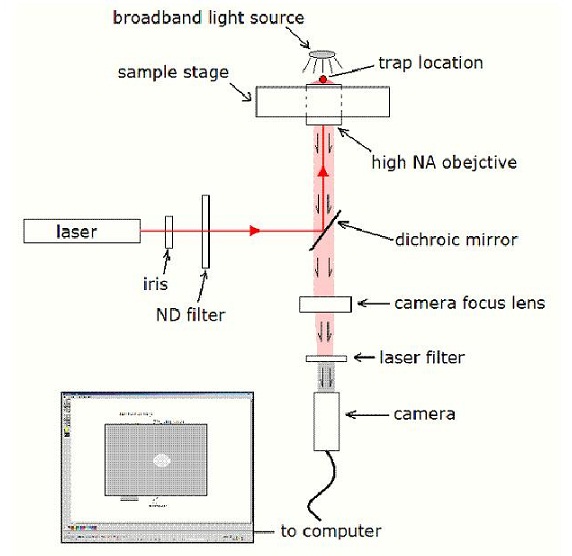 broadband light source
trap location
sample stage
high NA obejctive
laser
dichroic mirror
iris
ND filter
camera focus lens
laser filter
camera
to computer